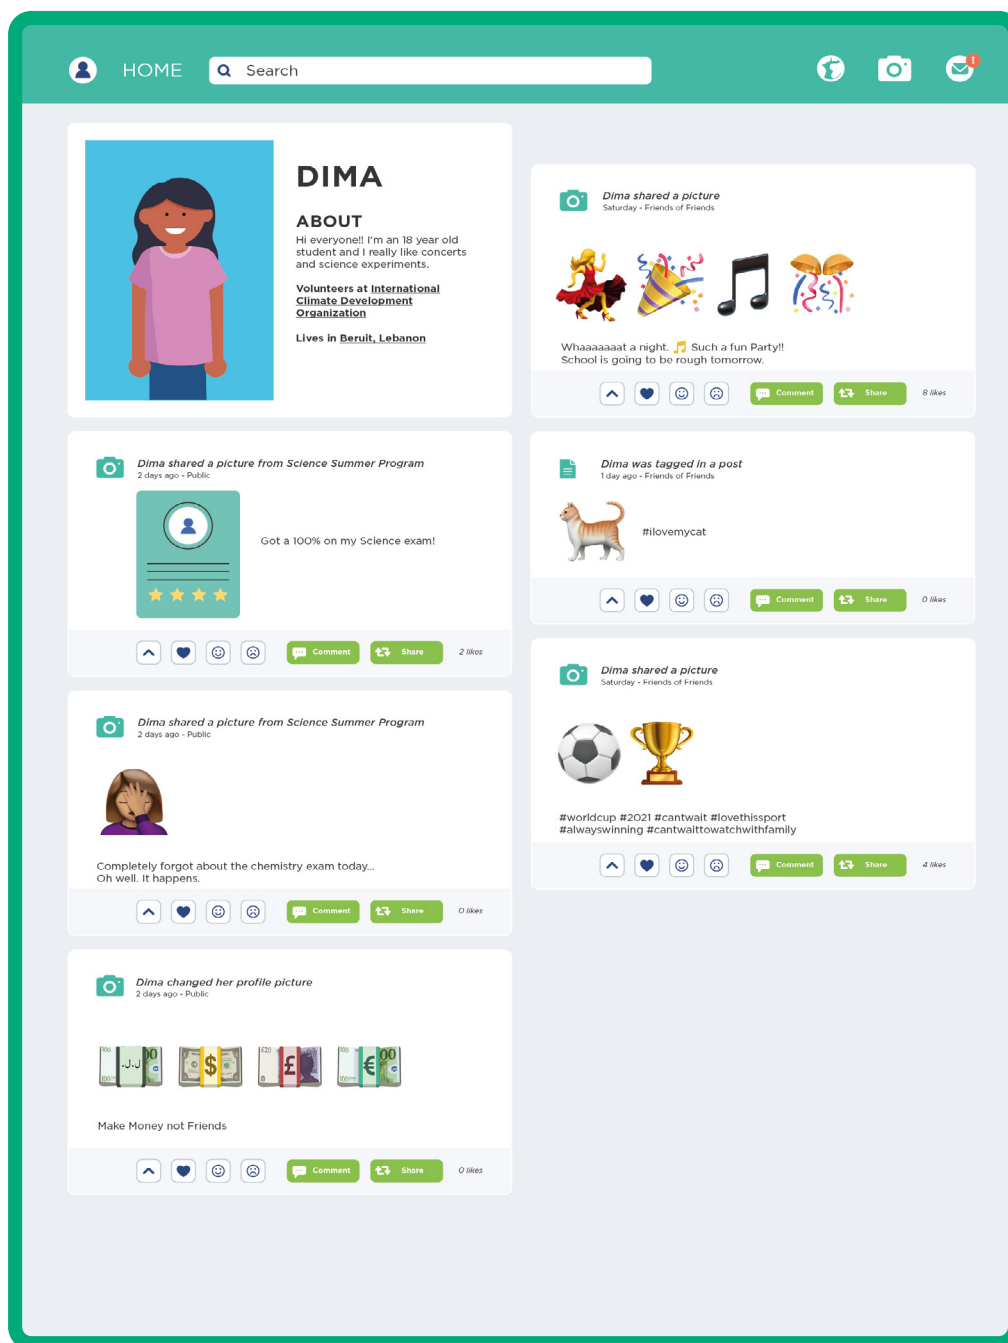 HOME
Search
DIMA
ABOUT
Hi everyone!! I'm an 18 year old
student and I really like concerts
and science experiments.
Volunteers at International
Climate Development
Organization
Lives in Beruit, Lebanon
Dima shared a picture from Science Summer Program
2 days ago - Public
Got a 100% on my Science exam!
Comment
Share
2 likes
Dima shared a picture from Science Summer Program
2 days ago - Public
Completely forgot about the chemistry exam today...
Oh well. It happens.
Comment
Share
0 likes
Dima changed her profile picture
2 days ago - Public
100
00
100
ل.ل.
$
£20
£
100
00
100
€
Make Money not Friends
Comment
Share
0 likes
Dima shared a picture
Saturday - Friends of Friends
Whaaaaaaat a night. 🎵 Such a fun Party!!
School is going to be rough tomorrow.
Comment
Share
8 likes
Dima was tagged in a post
1 day ago - Friends of Friends
#ilovemycat
Comment
Share
0 likes
Dima shared a picture
Saturday - Friends of Friends
#worldcup #2021 #cantwait #lovethissport
#alwayswinning #cantwaittowatchwithfamily
Comment
Share
4 likes